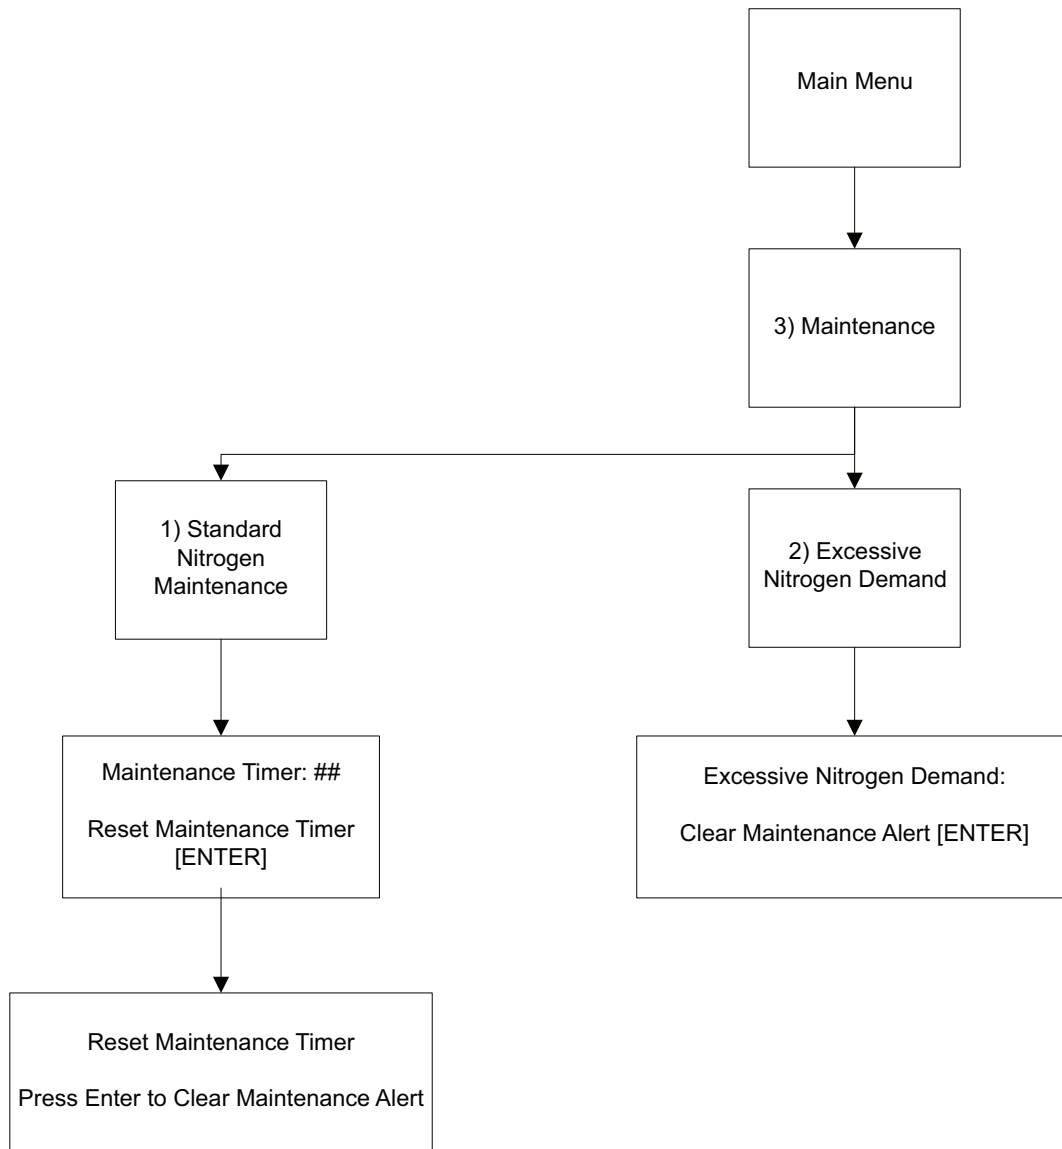 Main Menu
3) Maintenance
1) Standard
Nitrogen
Maintenance
2) Excessive
Nitrogen Demand
Maintenance Timer: ##
Reset Maintenance Timer
[ENTER]
Excessive Nitrogen Demand:
Clear Maintenance Alert [ENTER]
Reset Maintenance Timer
Press Enter to Clear Maintenance Alert